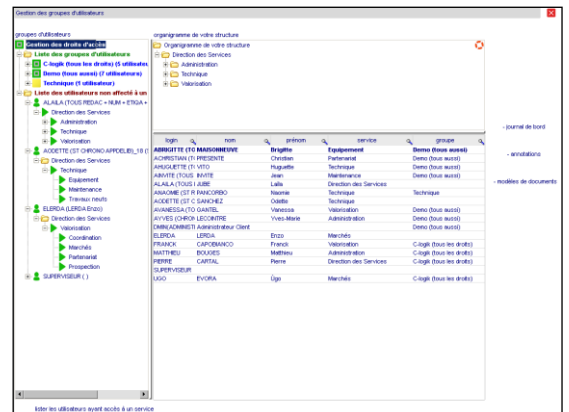 Gestion des groupes d'utilisateurs
groupes d'utilisateurs
Gestion des droits d'accès
Liste des groupes d'utilisateurs
C-logik (tous les droits) (5 utilisateu
Demo (tous aussi) (7 utilisateurs)
Technique (1 utilisateur)
Liste des utilisateurs non affecté à un
ALAILA (TOUS REDAC + NUM + ETIGA +
Direction des Services
Administration
Technique
Valorisation
AODETTE (ST CHRONO APPDELIB)_18 (
Direction des Services
Technique
Equipement
Maintenance
Travaux neufs
ELERDA (LERDA Enzo)
Direction des Services
Valorisation
Coordination
Marchés
Partenariat
Prospection
SUPERVISEUR ( )
lister les utilisateurs ayant accès à un service
organigramme de votre structure
Organigramme de votre structure
Direction des Services
Administration
Technique
Valorisation
login nom prénom service groupe
ABRIGITTE (TO MAISONNEUVE Brigitte Equipement Demo (tous aussi)
ACHRISTIAN (T PRESENTE Christian Partenariat Demo (tous aussi)
AHUGUETTE (T VITO Huguette Technique Demo (tous aussi)
AINVITE (TOUS INVITE Jean Maintenance Demo (tous aussi)
ALAILA (TOUS JUBE Laila Direction des Services
ANAOMIE (ST R PANCORBO Naomie Technique Technique
AODETTE (ST C SANCHEZ Odette Technique
AVANESSA (TO GANTEL Vanessa Valorisation Demo (tous aussi)
AYVES (CHRON LECOINTRE Yves-Marie Administration Demo (tous aussi)
DMIN(ADMINISTI Administrateur Client Demo (tous aussi)
ELERDA LERDA Enzo Marchés
FRANCK CAPOBIANCO Franck Valorisation C-logik (tous les droits)
MATTHIEU BOUGES Matthieu Administration C-logik (tous les droits)
PIERRE CARTAL Pierre Direction des Services C-logik (tous les droits)
SUPERVISEUR
UGO EVORA Ugo Marchés C-logik (tous les droits)
- journal de bord
- annotations
- modèles de documents